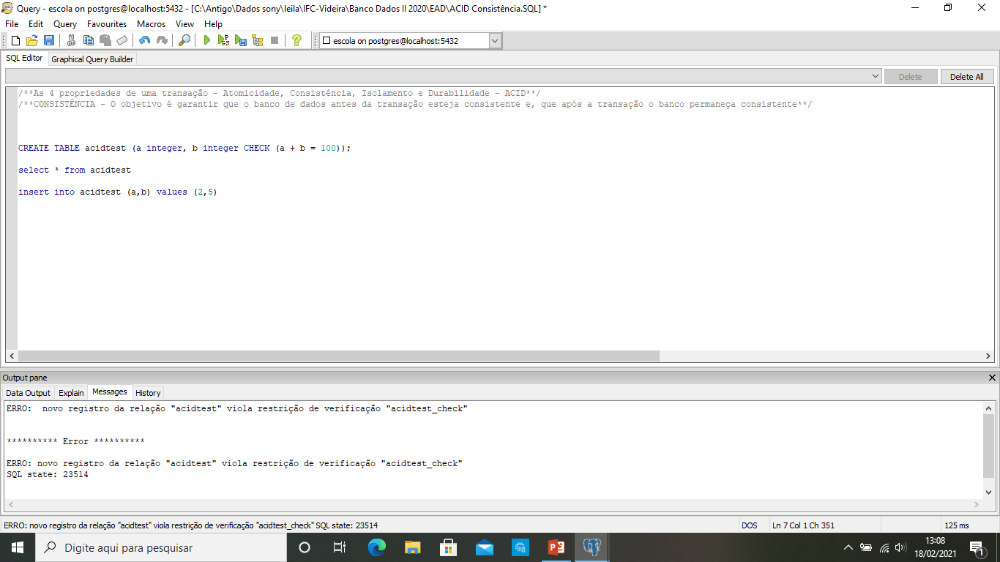 Query - escola on postgres@localhost:5432 - [C:\Antigo\Dados sony\leila\IFC-Videira\Banco Dados II 2020\EAD\ACID Consistência.SQL] *
File Edit Query Favourites Macros View Help
escola on postgres@localhost:5432
SQL Editor Graphical Query Builder
Delete Delete All
/**As 4 propriedades de uma transação - Atomicidade, Consistência, Isolamento e Durabilidade - ACID**/
/**CONSISTÊNCIA - O objetivo é garantir que o banco de dados antes da transação esteja consistente e, que após a transação o banco permaneça consistente**/
CREATE TABLE acidtest (a integer, b integer CHECK (a + b = 100));
select * from acidtest
insert into acidtest (a,b) values (2,5)
Output pane
Data Output Explain Messages History
ERRO:  novo registro da relação "acidtest" viola restrição de verificação "acidtest_check"
********** Error **********
ERRO: novo registro da relação "acidtest" viola restrição de verificação "acidtest_check"
SQL state: 23514
ERRO: novo registro da relação "acidtest" viola restrição de verificação "acidtest_check" SQL state: 23514 DOS Ln 7 Col 1 Ch 351 125 ms
Digite aqui para pesquisar
13:08
18/02/2021
1